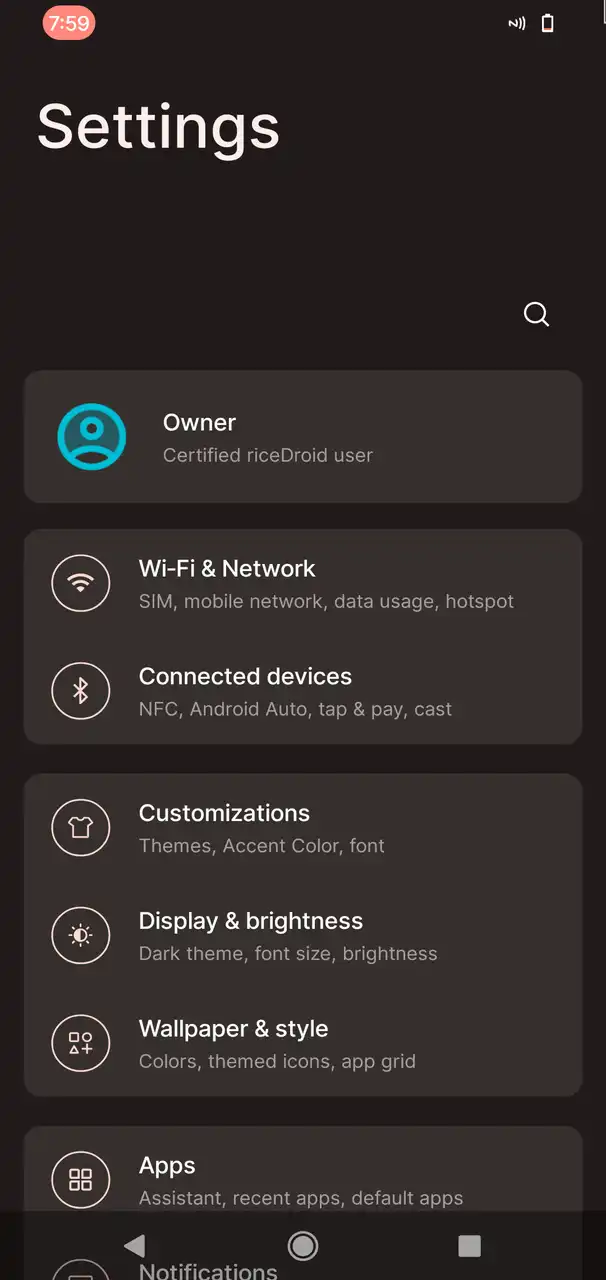 7:59
Settings
Owner
Certified riceDroid user
Wi-Fi & Network
SIM, mobile network, data usage, hotspot
Connected devices
NFC, Android Auto, tap & pay, cast
Customizations
Themes, Accent Color, font
Display & brightness
Dark theme, font size, brightness
Wallpaper & style
Colors, themed icons, app grid
Apps
Assistant, recent apps, default apps
Notifications